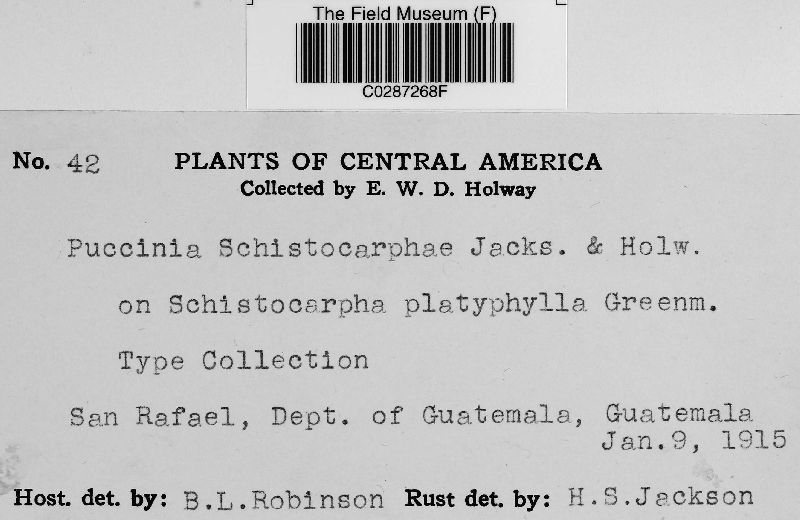 The Field Museum (F)
C0287268F
No. 42 PLANTS OF CENTRAL AMERICA
Collected by E. W. D. Holway
Puccinia Schistocarphae Jacks. & Holw.
on Schistocarpha platyphylla Greenm.
Type Collection
San Rafael, Dept. of Guatemala, Guatemala
Jan.9, 1915
Host. det. by: B.L.Robinson Rust det. by: H.S.Jackson